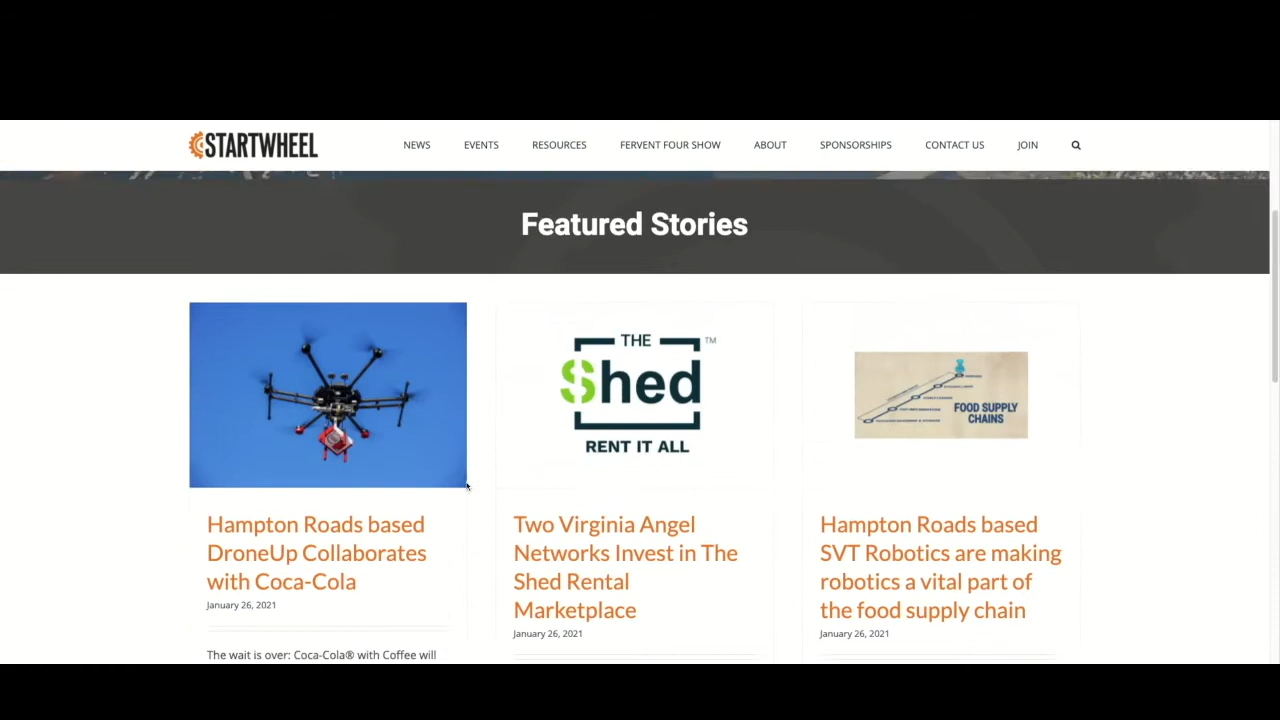 STARTWHEEL
NEWS
EVENTS
RESOURCES
FERVENT FOUR SHOW
ABOUT
SPONSORSHIPS
CONTACT US
JOIN
Featured Stories
THE
TM
Shed
RENT IT ALL
FOOD SUPPLY
CHAINS
Hampton Roads based
DroneUp Collaborates
with Coca-Cola
January 26, 2021
The wait is over: Coca-Cola® with Coffee will
Two Virginia Angel
Networks Invest in The
Shed Rental
Marketplace
January 26, 2021
Hampton Roads based
SVT Robotics are making
robotics a vital part of
the food supply chain
January 26, 2021